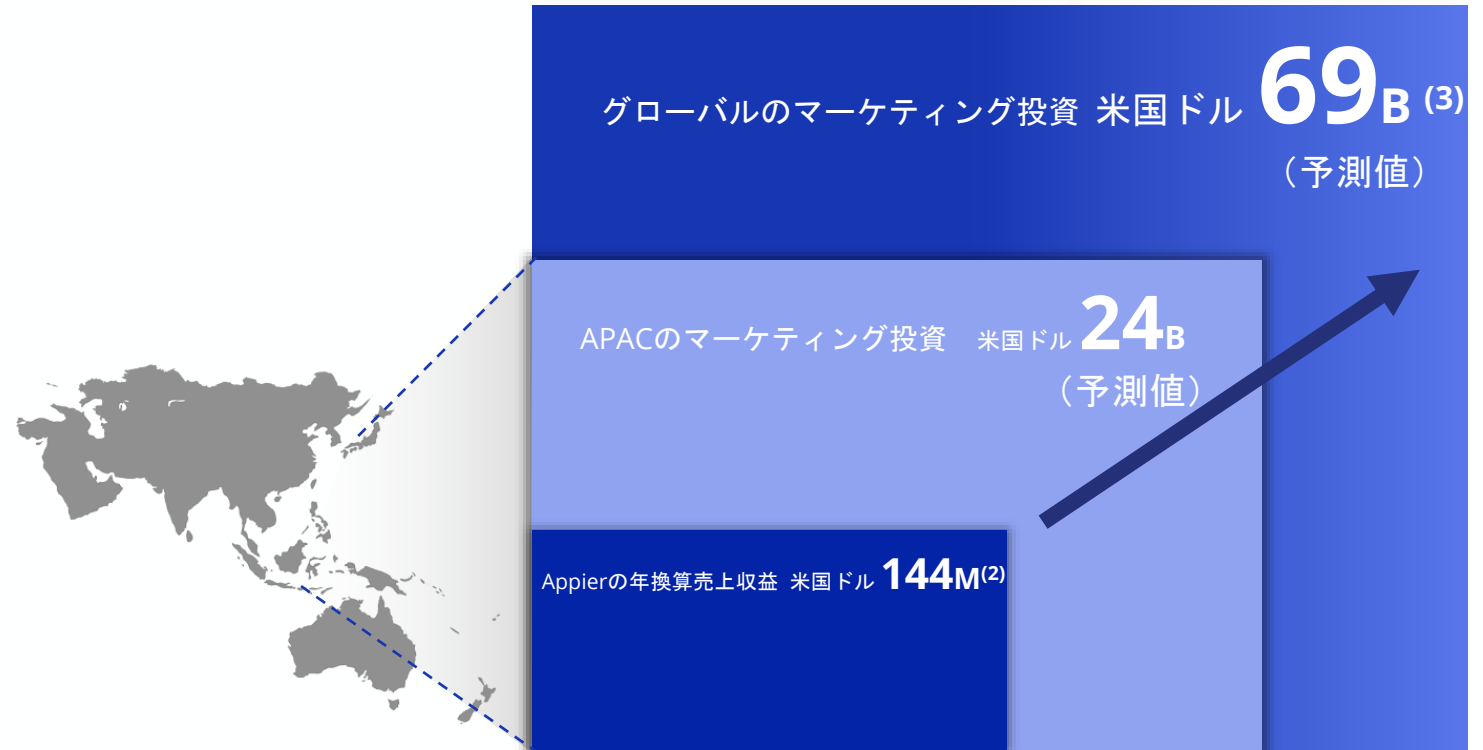 グローバルのマーケティング投資 米国ドル 69B (3)
（予測値）
APACのマーケティング投資 米国ドル 24B
（予測値）
Appierの年換算売上収益 米国ドル 144M(2)